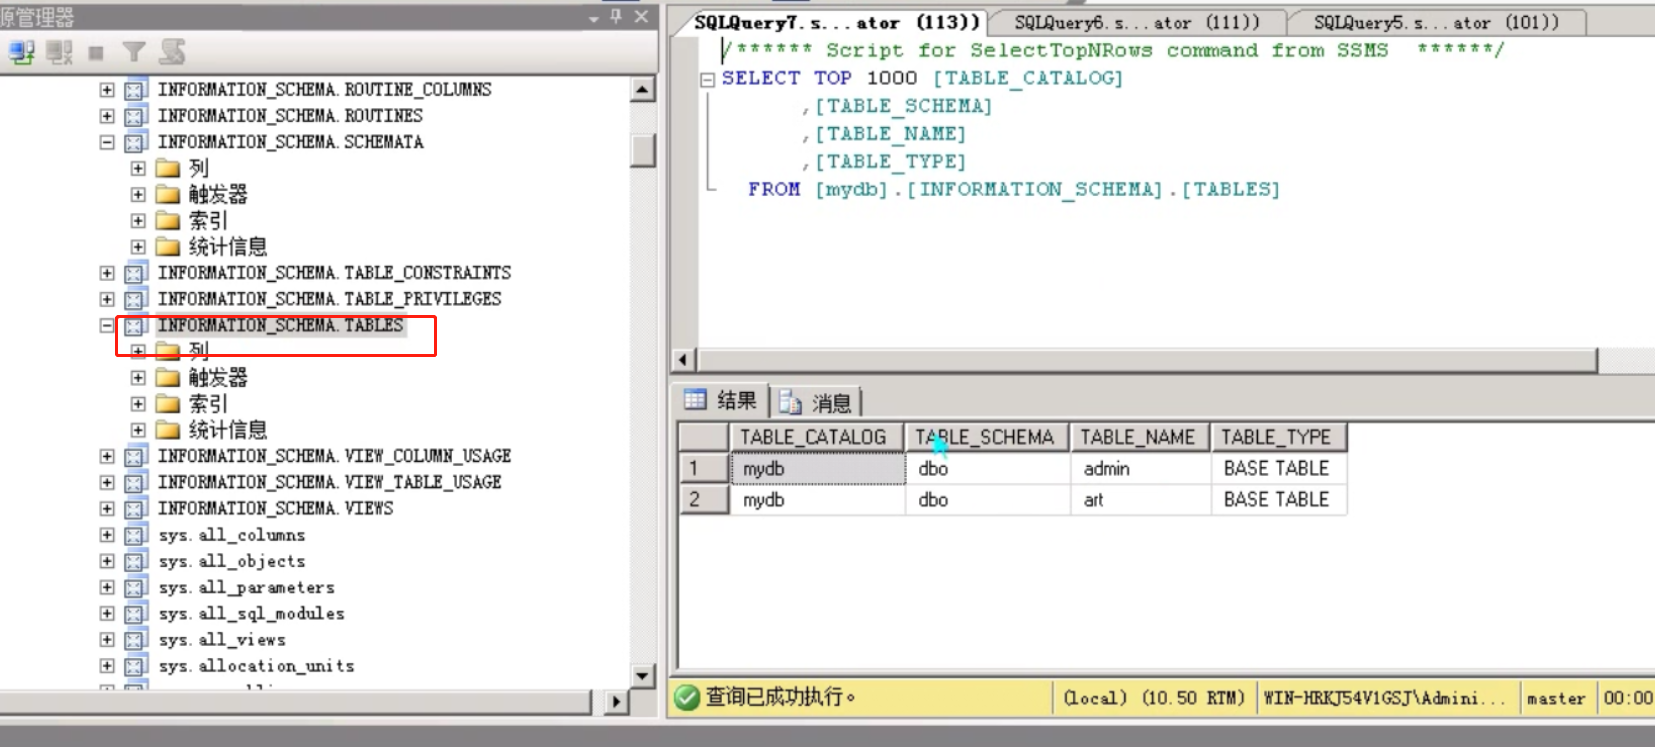 源管理器
INFORMATION_SCHEMA.ROUTINE_COLUMNS
INFORMATION_SCHEMA.ROUTINES
INFORMATION_SCHEMA.SCHEMATA
列
触发器
索引
统计信息
INFORMATION_SCHEMA.TABLE_CONSTRAINTS
INFORMATION_SCHEMA.TABLE_PRIVILEGES
INFORMATION_SCHEMA.TABLES
列
触发器
索引
统计信息
INFORMATION_SCHEMA.VIEW_COLUMN_USAGE
INFORMATION_SCHEMA.VIEW_TABLE_USAGE
INFORMATION_SCHEMA.VIEWS
sys.all_columns
sys.all_objects
sys.all_parameters
sys.all_sql_modules
sys.all_views
sys.allocation_units
SQLQuery7.s...ator (113)) SQLQuery6.s...ator (111)) SQLQuery5.s...ator (101))
/****** Script for SelectTopNRows command from SSMS ******/
SELECT TOP 1000 [TABLE_CATALOG]
,[TABLE_SCHEMA]
,[TABLE_NAME]
,[TABLE_TYPE]
FROM [mydb].[INFORMATION_SCHEMA].[TABLES]
结果 消息
TABLE_CATALOG TABLE_SCHEMA TABLE_NAME TABLE_TYPE
1 mydb dbo admin BASE TABLE
2 mydb dbo art BASE TABLE
查询已成功执行。 (local) (10.50 RTM) WIN-HRKJ54V1GSJ\Admini... master 00:00